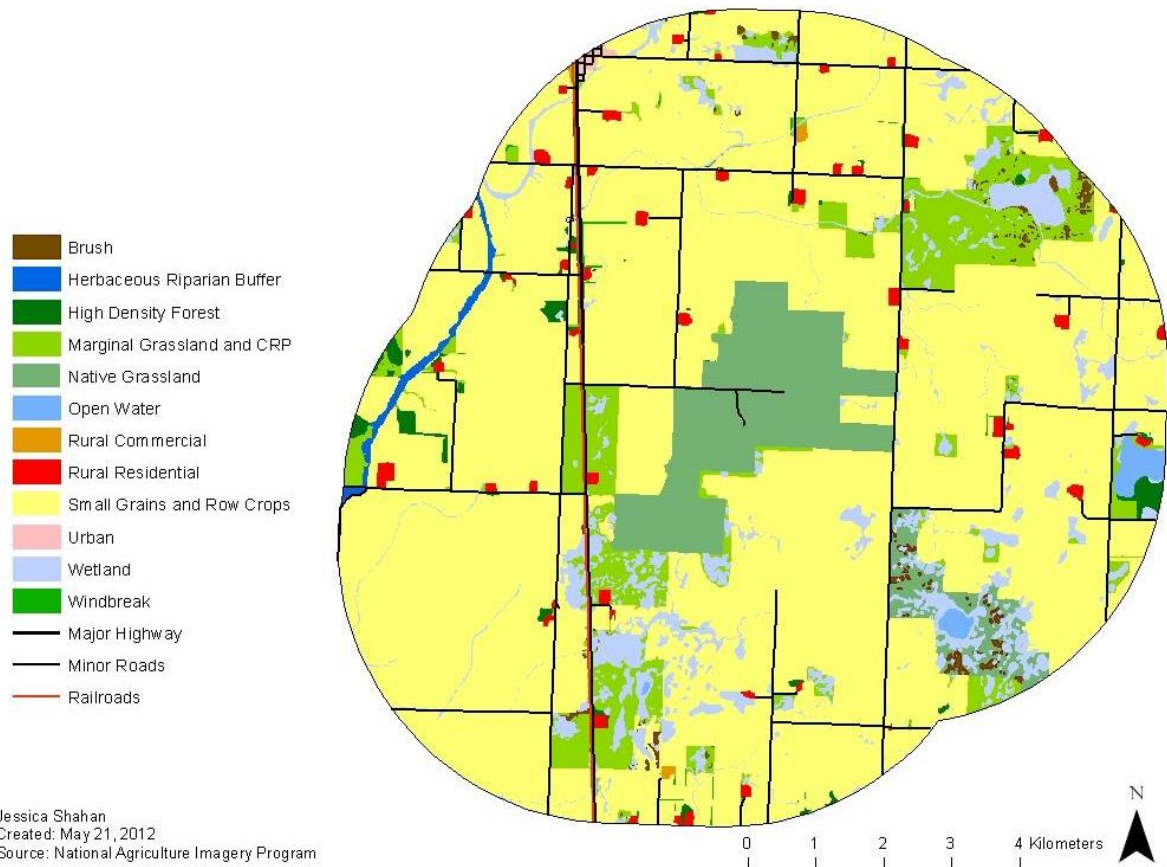 Brush
Herbaceous Riparian Buffer
High Density Forest
Marginal Grassland and CRP
Native Grassland
Open Water
Rural Commercial
Rural Residential
Small Grains and Row Crops
Urban
Wetland
Windbreak
Major Highway
Minor Roads
Railroads
Jessica Shahan
Created: May 21, 2012
Source: National Agriculture Imagery Program
0 1 2 3 4 Kilometers
N